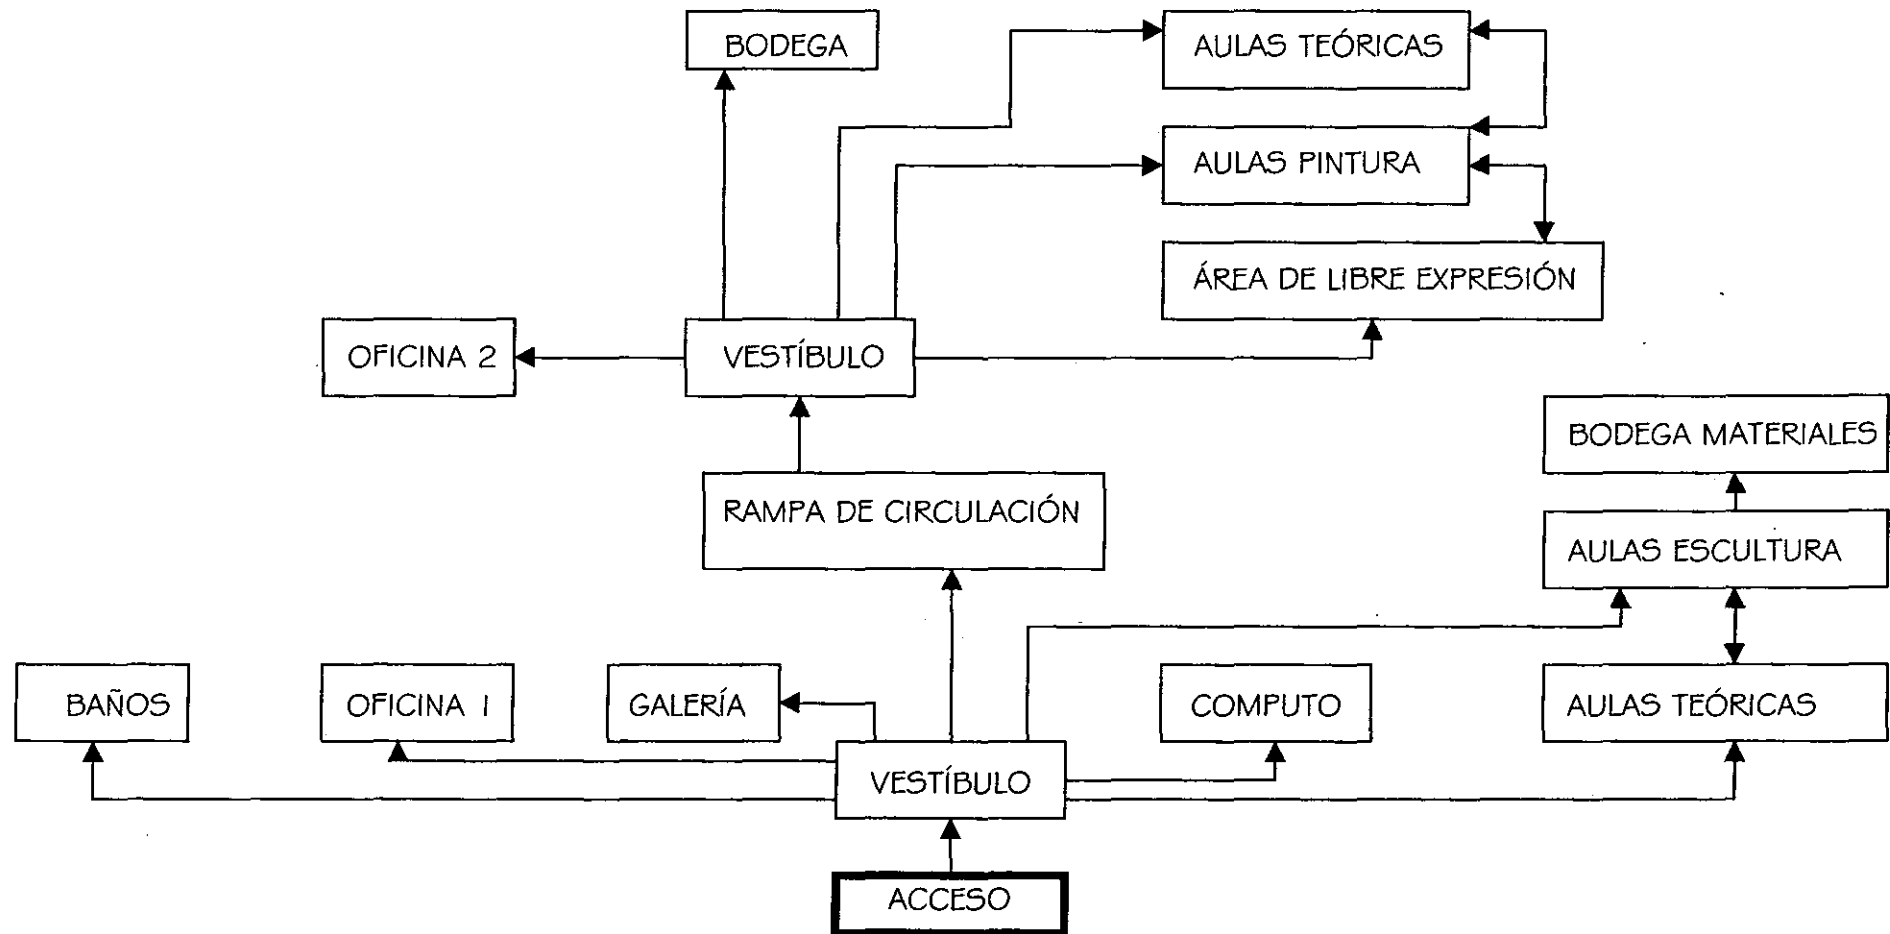 BODEGA
AULAS TEÓRICAS
AULAS PINTURA
ÁREA DE LIBRE EXPRESIÓN
OFICINA 2
VESTÍBULO
BODEGA MATERIALES
RAMPA DE CIRCULACIÓN
AULAS ESCULTURA
BAÑOS
OFICINA 1
GALERÍA
COMPUTO
AULAS TEÓRICAS
VESTÍBULO
ACCESO